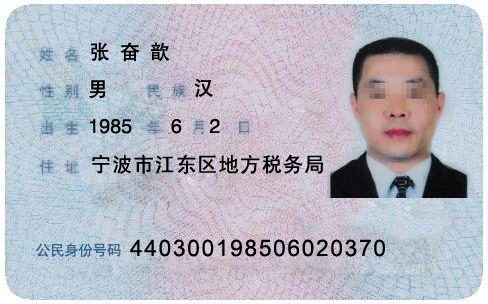 姓名 张奋歆
性别 男 民族 汉
出生 1985 年 6 月 2 日
住址 宁波市江东区地方税务局
公民身份号码 440300198506020370